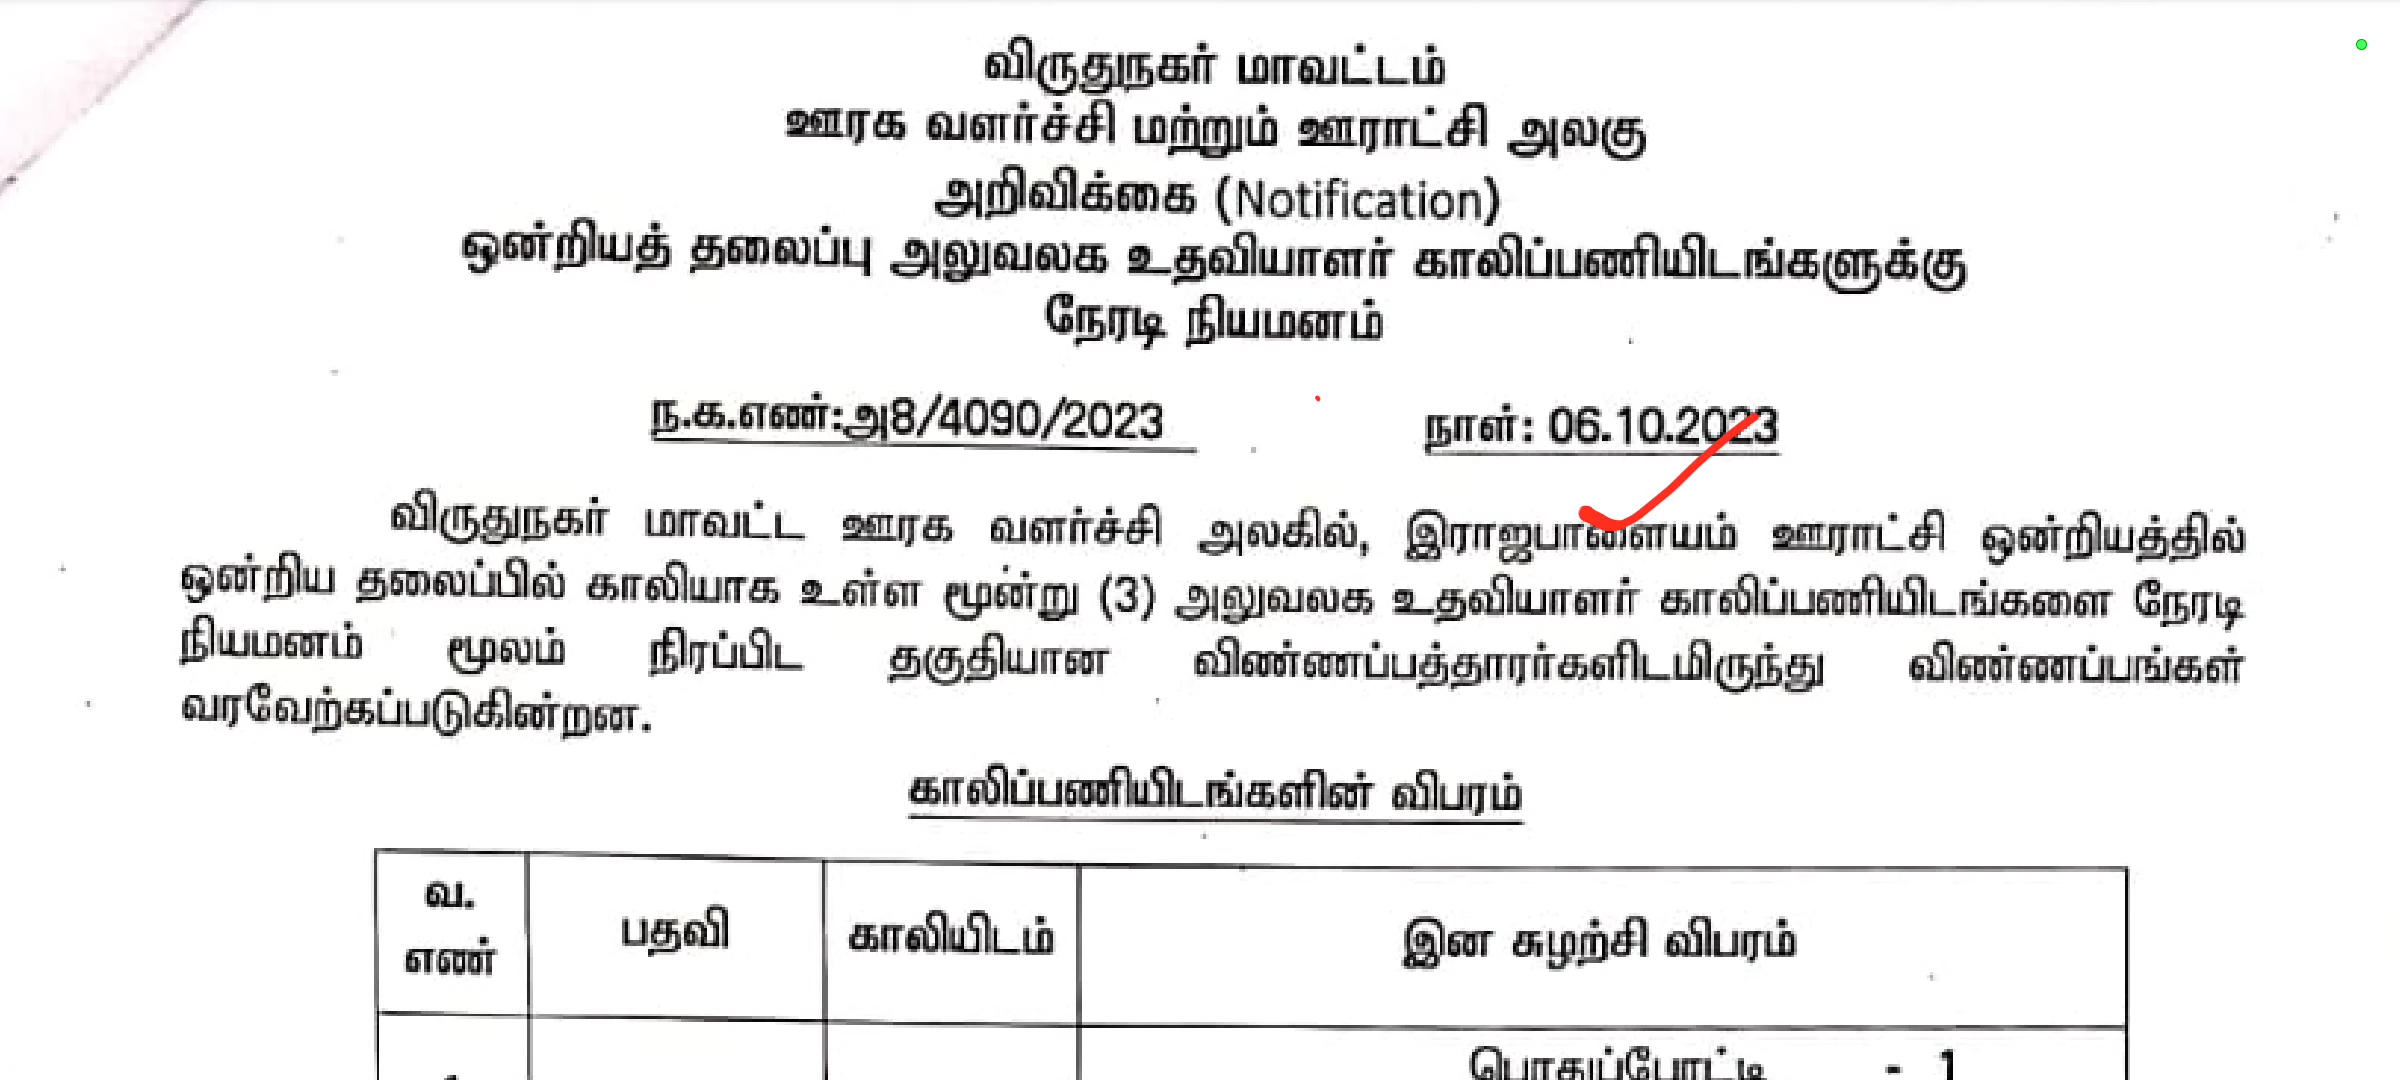 விருதுநகர் மாவட்டம்
ஊரக வளர்ச்சி மற்றும் ஊராட்சி அலகு
அறிவிக்கை (Notification)
ஒன்றியத் தலைப்பு அலுவலக உதவியாளர் காலிப்பணியிடங்களுக்கு
நேரடி நியமனம்
ந.க.எண்:அ8/4090/2023 நாள்: 06.10.2023
விருதுநகர் மாவட்ட ஊரக வளர்ச்சி அலகில், இராஜபாளையம் ஊராட்சி ஒன்றியத்தில்
ஒன்றிய தலைப்பில் காலியாக உள்ள மூன்று (3) அலுவலக உதவியாளர் காலிப்பணியிடங்களை நேரடி
நியமனம் மூலம் நிரப்பிட தகுதியான விண்ணப்பத்தாரர்களிடமிருந்து விண்ணப்பங்கள்
வரவேற்கப்படுகின்றன.
காலிப்பணியிடங்களின் விபரம்
வ. எண் பதவி காலியிடம் இன சுழற்சி விபரம்
பொதுப்போட்டி - 1